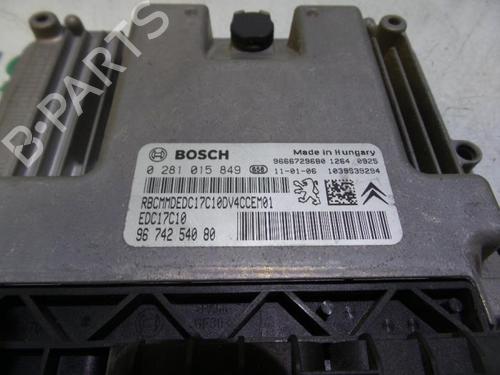 BOSCH
Made in Hungary
9666729680 1264 0925
0 281 015 849 11-01-06 1039S39294
RBCMMDEDC17C10DV4CCEM01
EDC17C10
96 742 540 80